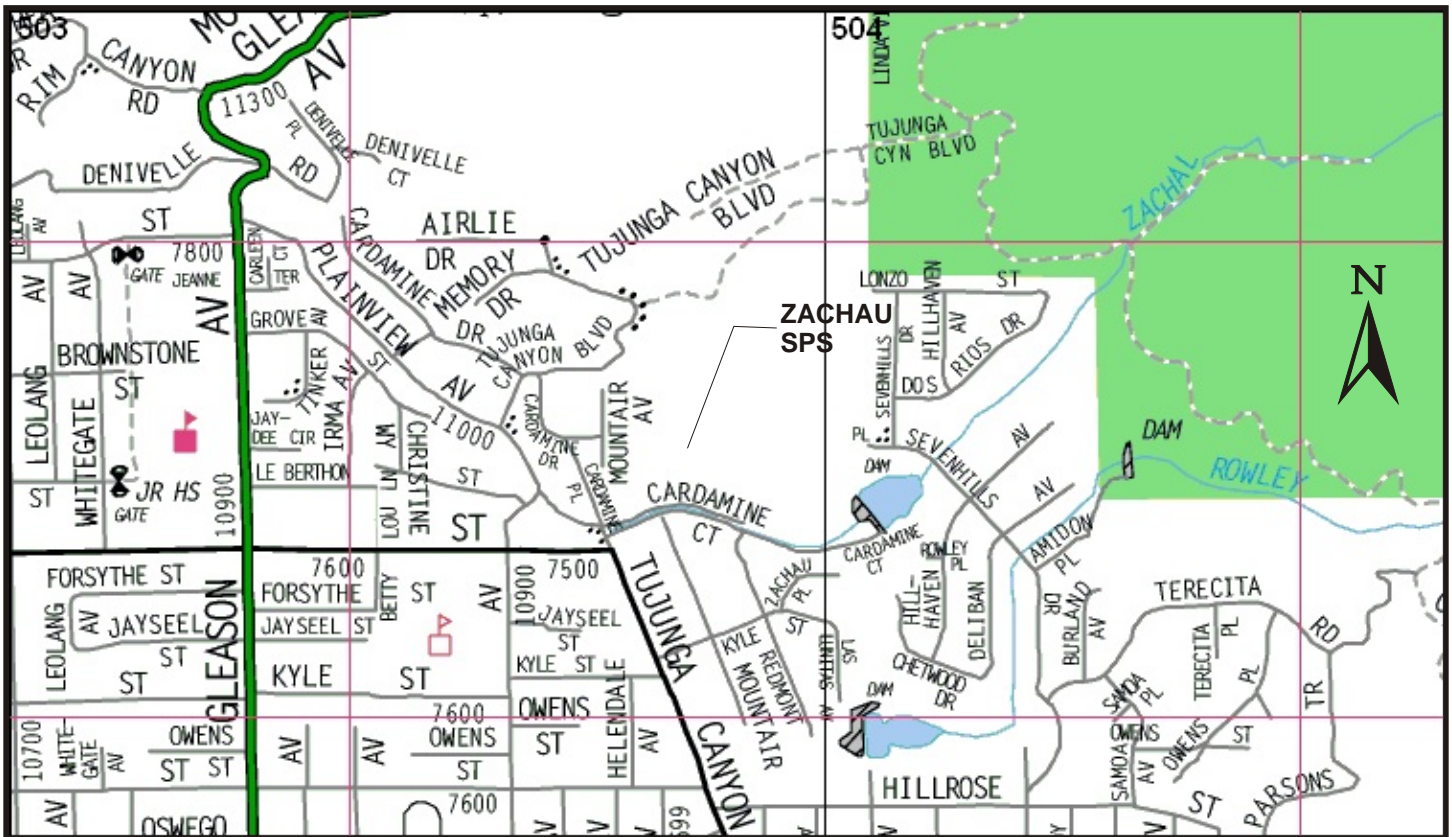 503
504
LINDA
MO
GLEA
AV
DR
RIM
CANYON
RD
11300
PL
DENIVELLE
RD
DENIVELLE
CT
DENIVELLE
TUJUNGA
CYN BLVD
TUJUNGA CANYON
BLVD
ZACHAL
LEOLANG
AV
ST
7800
GATE
JEANNE
CARLEEN
CT
TER
CARDAMINE
DR
AIRLIE
DR
MEMORY
DR
PLAINVIEW
AV
TUJUNGA
CANYON BLVD
ZACHAU
SPS
LONZO ST
SEVENHILLS
DR
HILLHAVEN
AV
DOS RIOS DR
N
AV
AV
AV
GROVE AV
ST
BROWNSTONE
ST
LEOLANG
WHITEGATE
TINKER
IRMA AV
JAY-
DEE CIR
11000
WY
CHRISTINE
LE BERTHON
ST
LOU LN
CARDAMINE
DR
CARDAMINE
PL
MOUNTAIR
AV
PL
SEVENHILLS
AV
AV
DAM
DAM
ROWLEY
ST
JR HS
GATE
10900
ST
CARDAMINE
CT
CARDAMINE
CT
AMIDON
PL
FORSYTHE ST
7600
FORSYTHE ST
BETTY
AV
10900
7500
TUJUNGA
CANYON
ZACHAU
PL
ROWLEY
PL
HILL-
HAVEN
DELIBAN
DR
BURLAND
AV
TERECITA
RD
LEOLANG
AV
JAYSEEL
ST
JAYSEEL ST
JAYSEEL
ST
GLEASON
KYLE ST
ST
KYLE ST
KYLE
ST
REDMONT
MOUNTAIR
LAS
LUNITAS AV
CHETWOOD
DR
DAM
SAMOA
PL
TERECITA
PL
PL
TR
10700
WHITE-
GATE
AV
OWENS
ST
ST
AV
AV
7600
OWENS
ST
OWENS
ST
HELENDALE
AV
OWENS
OWENS
ST
SAMOA
AV
HILLROSE
ST
PARSONS
AV
OSWEGO
7600